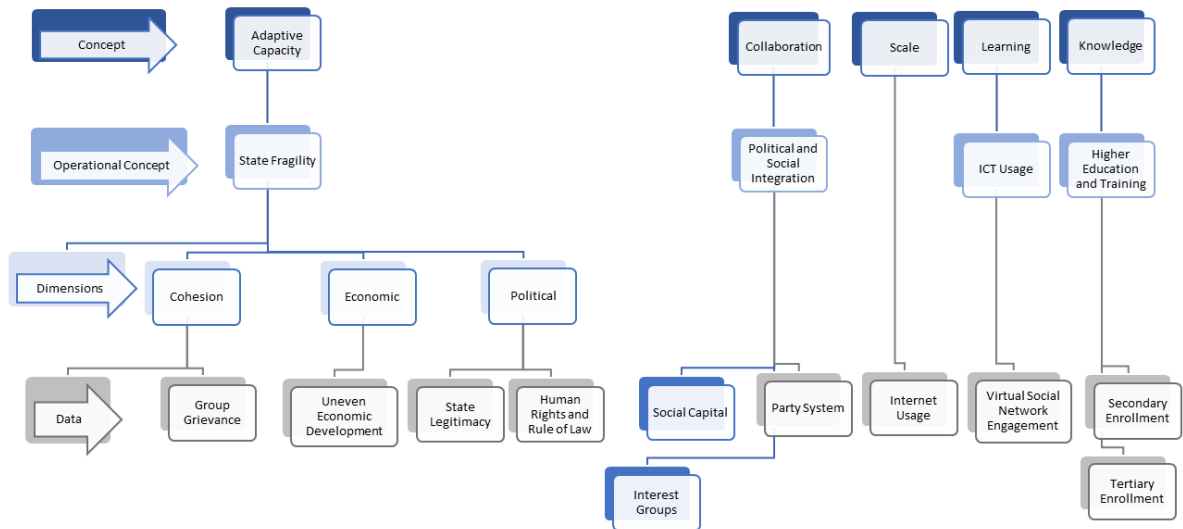 Concept
Adaptive
Capacity
Collaboration
Scale
Learning
Knowledge
Operational Concept
State Fragility
Political and
Social
Integration
ICT Usage
Higher
Education
and Training
Dimensions
Cohesion
Economic
Political
Data
Group
Grievance
Uneven
Economic
Development
State
Legitimacy
Human
Rights and
Rule of Law
Social Capital
Party System
Internet
Usage
Virtual Social
Network
Engagement
Secondary
Enrollment
Interest
Groups
Tertiary
Enrollment